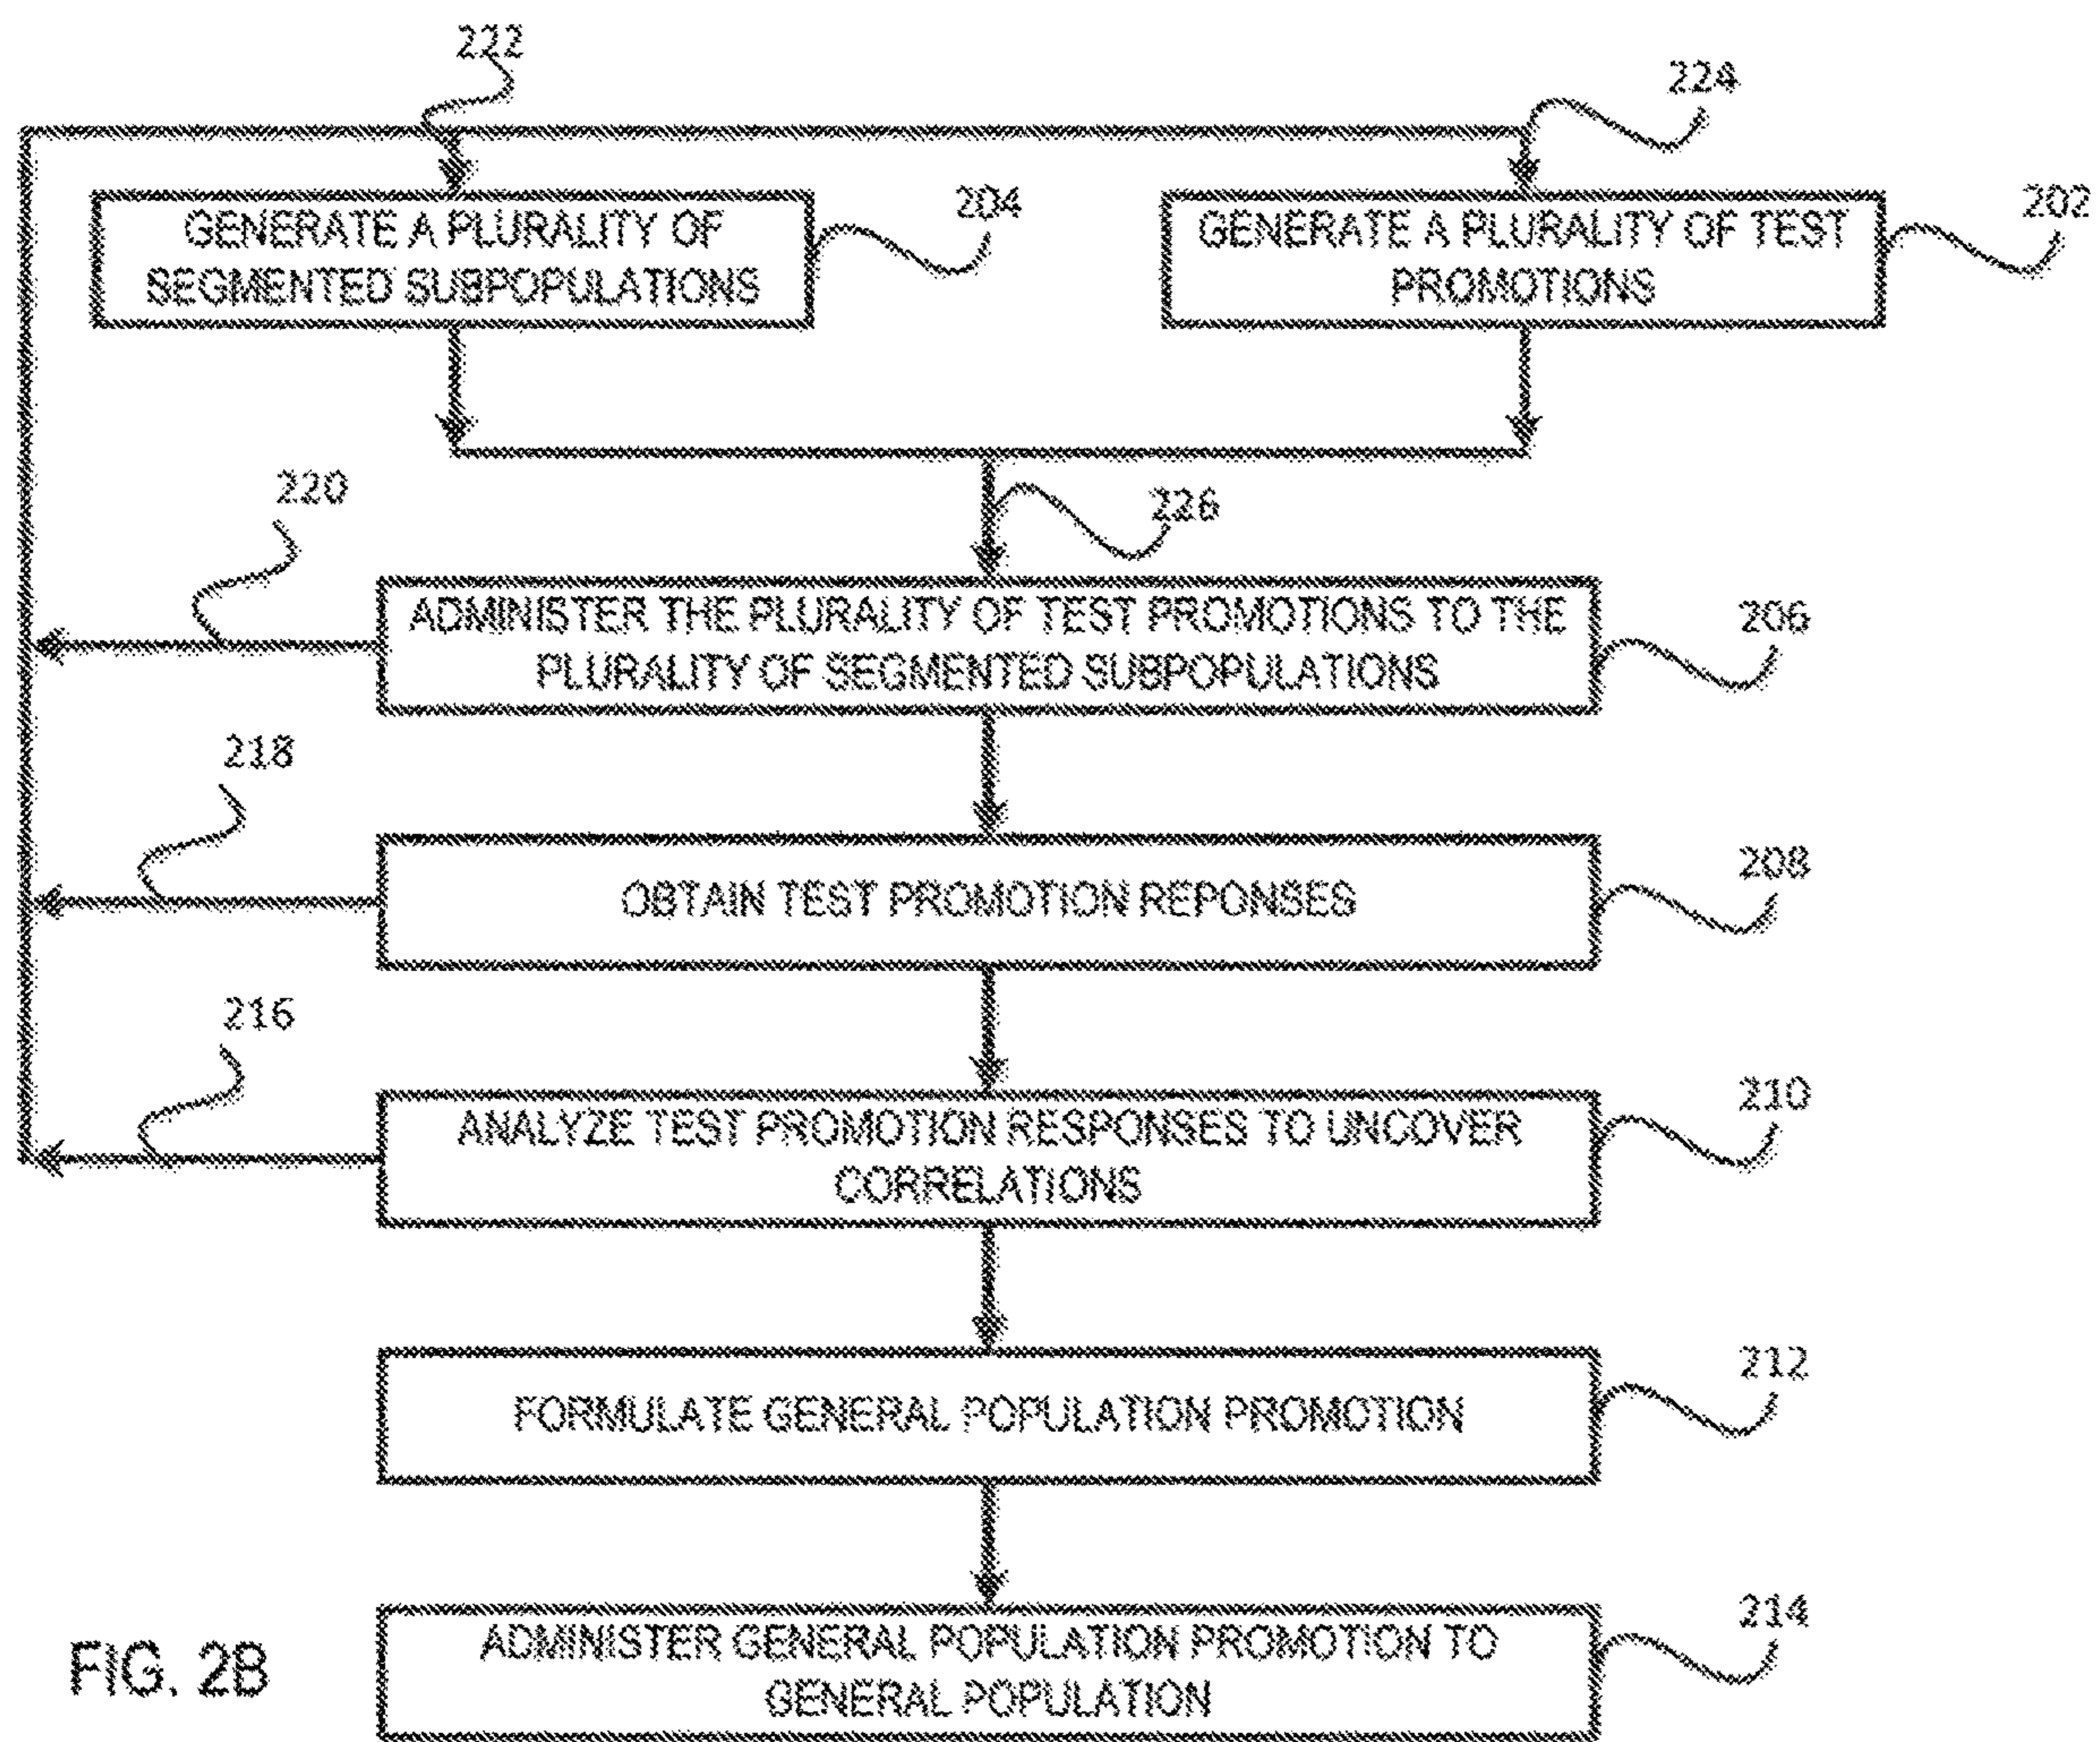 222
224
GENERATE A PLURALITY OF
SEGMENTED SUBPOPULATIONS
204
GENERATE A PLURALITY OF TEST
PROMOTIONS
202
220
226
ADMINISTER THE PLURALITY OF TEST PROMOTIONS TO THE
PLURALITY OF SEGMENTED SUBPOPULATIONS
206
218
OBTAIN TEST PROMOTION REPONSES
208
216
ANALYZE TEST PROMOTION RESPONSES TO UNCOVER
CORRELATIONS
210
FORMULATE GENERAL POPULATION PROMOTION
212
ADMINISTER GENERAL POPULATION PROMOTION TO
GENERAL POPULATION
214
FIG. 2B